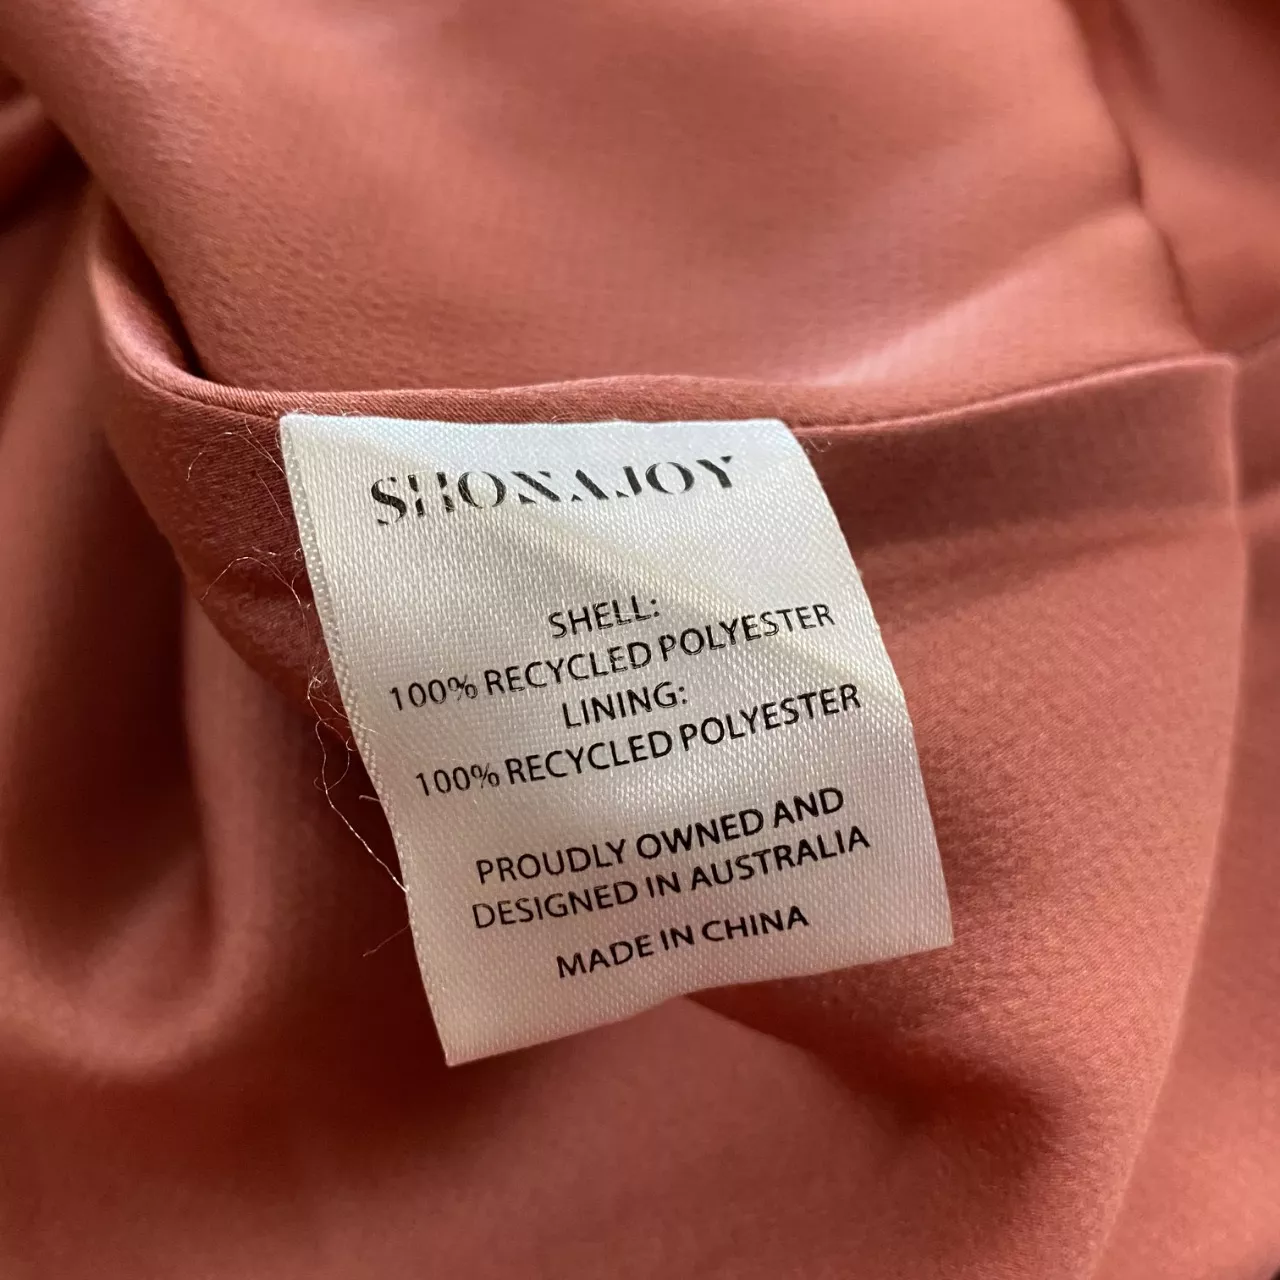 SHONAJOY
SHELL:
100% RECYCLED POLYESTER
LINING:
100% RECYCLED POLYESTER
PROUDLY OWNED AND
DESIGNED IN AUSTRALIA
MADE IN CHINA